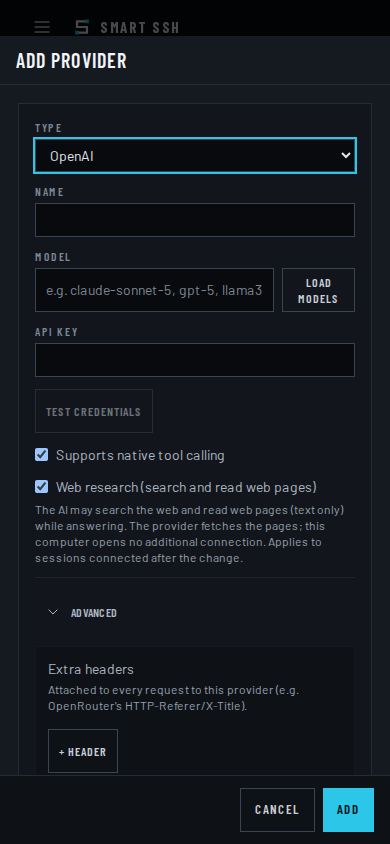 SMART SSH
ADD PROVIDER
TYPE
OpenAI
NAME
MODEL
e.g. claude-sonnet-5, gpt-5, llama3
LOAD
MODELS
API KEY
TEST CREDENTIALS
Supports native tool calling
Web research (search and read web pages)
The AI may search the web and read web pages (text only)
while answering. The provider fetches the pages; this
computer opens no additional connection. Applies to
sessions connected after the change.
ADVANCED
Extra headers
Attached to every request to this provider (e.g.
OpenRouter's HTTP-Referer/X-Title).
+ HEADER
CANCEL
ADD